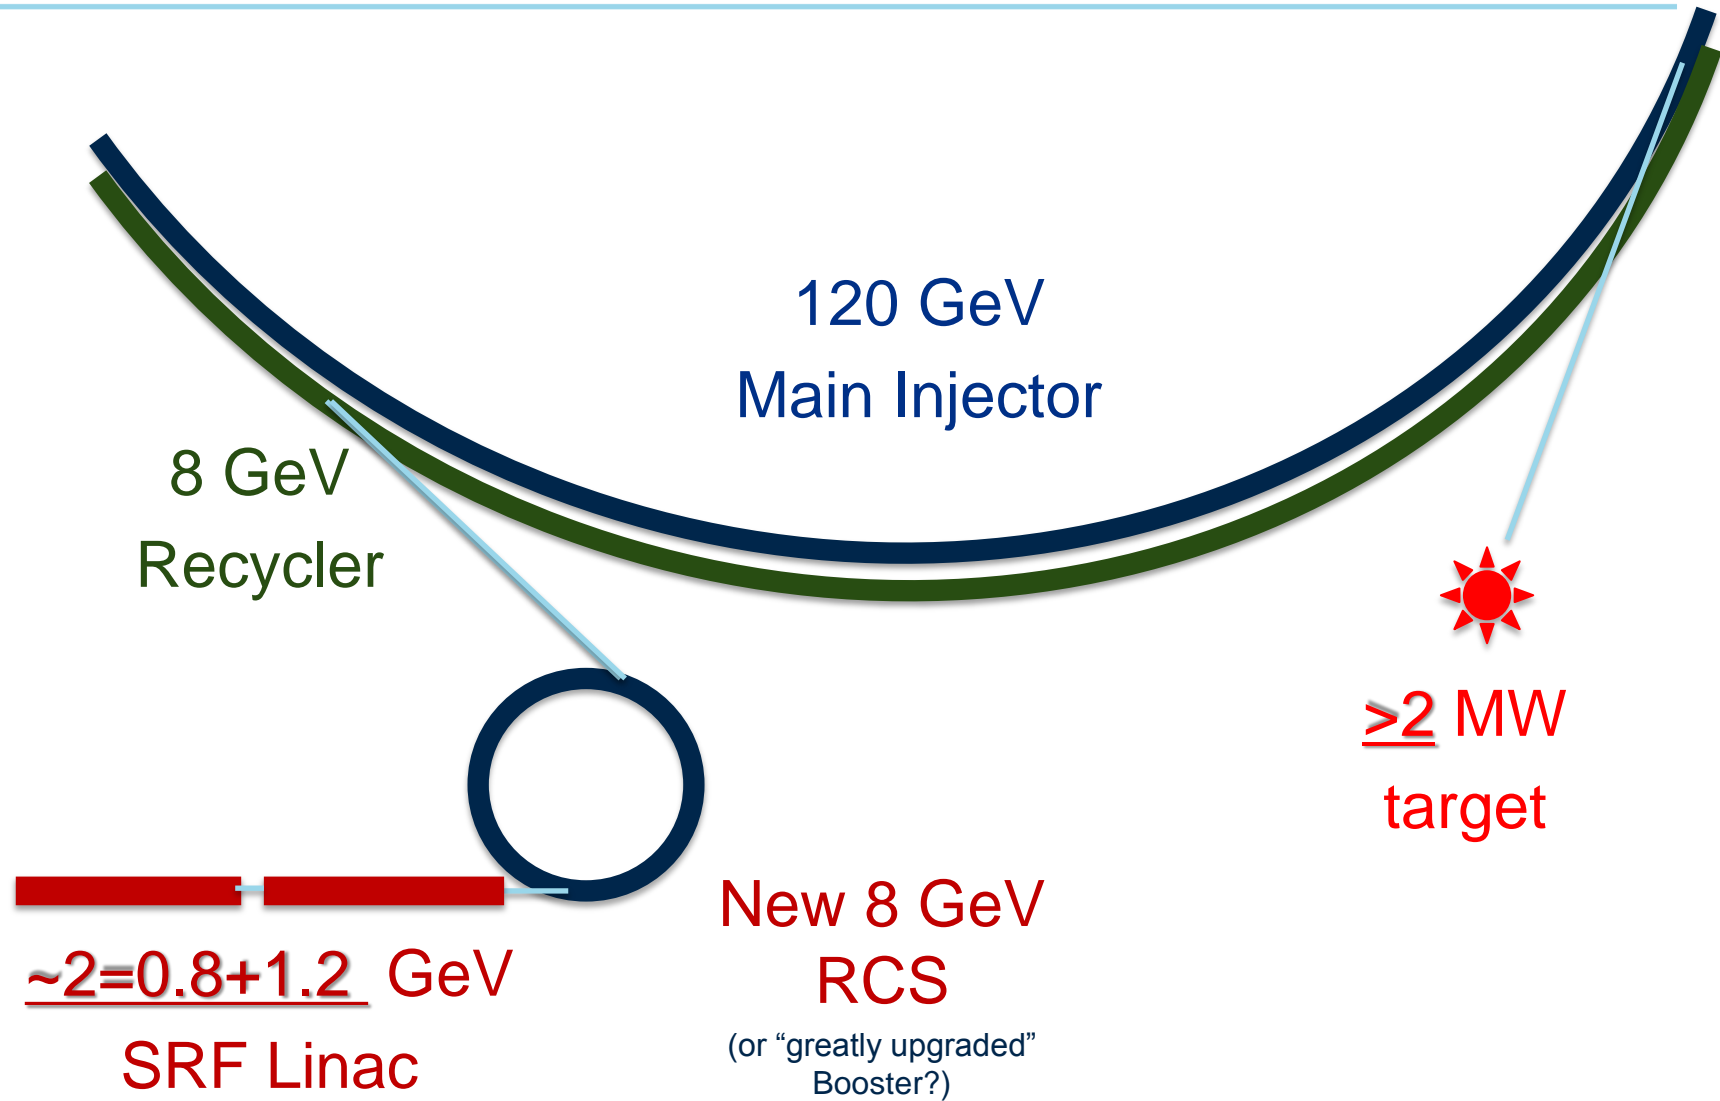 120 GeV
Main Injector
8 GeV
Recycler
>2 MW
target
~2=0.8+1.2 GeV
SRF Linac
New 8 GeV
RCS
(or “greatly upgraded”
Booster?)